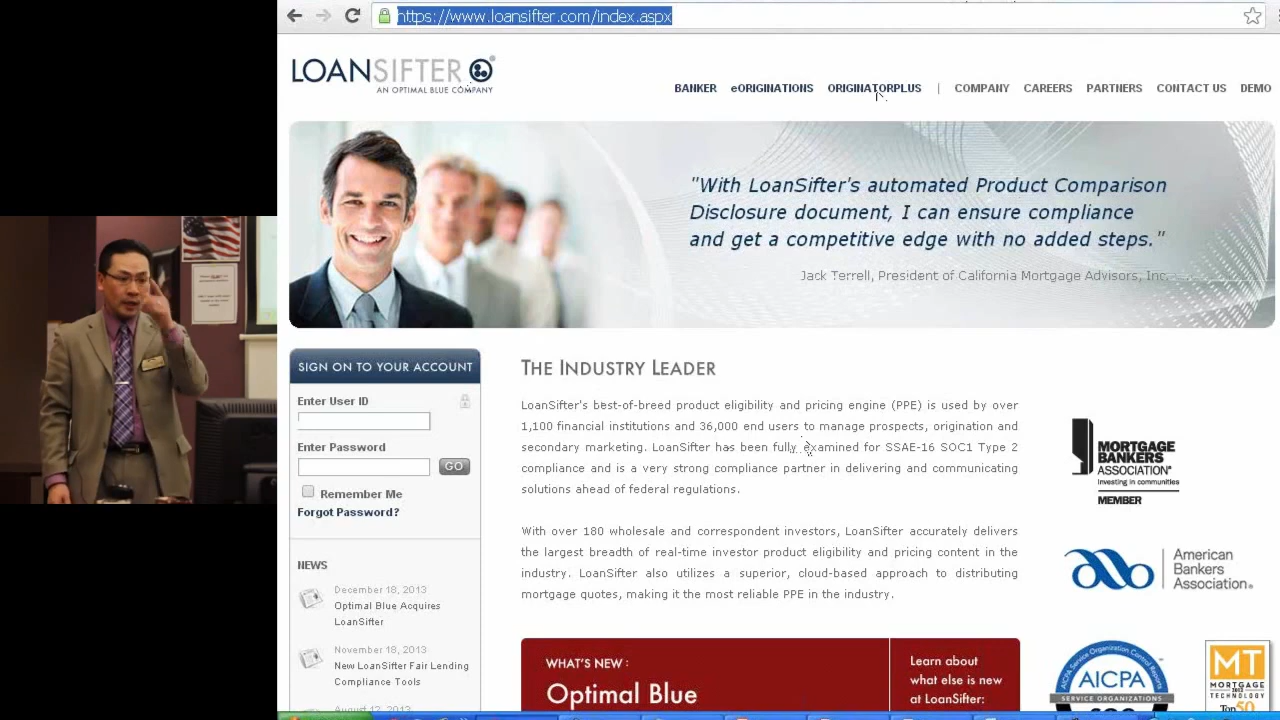 https://www.loansifter.com/index.aspx
LOANSIFTER
AN OPTIMAL BLUE COMPANY
BANKER eORIGINATIONS ORIGINATORPLUS | COMPANY CAREERS PARTNERS CONTACT US DEMO
"With LoanSifter's automated Product Comparison
Disclosure document, I can ensure compliance
and get a competitive edge with no added steps."
Jack Terrell, President of California Mortgage Advisors, Inc.
SIGN ON TO YOUR ACCOUNT
Enter User ID
Enter Password
GO
Remember Me
Forgot Password?
NEWS
December 18, 2013
Optimal Blue Acquires
LoanSifter
November 18, 2013
New LoanSifter Fair Lending
Compliance Tools
August 12, 2013
THE INDUSTRY LEADER
LoanSifter's best-of-breed product eligibility and pricing engine (PPE) is used by over
1,100 financial institutions and 36,000 end users to manage prospects, origination and
secondary marketing. LoanSifter has been fully examined for SSAE-16 SOC1 Type 2
compliance and is a very strong compliance partner in delivering and communicating
solutions ahead of federal regulations.
With over 180 wholesale and correspondent investors, LoanSifter accurately delivers
the largest breadth of real-time investor product eligibility and pricing content in the
industry. LoanSifter also utilizes a superior, cloud-based approach to distributing
mortgage quotes, making it the most reliable PPE in the industry.
WHAT'S NEW :
Optimal Blue
Learn about
what else is new
at LoanSifter:
MORTGAGE
BANKERS
ASSOCIATION
Investing in communities
MEMBER
American
Bankers
Association
AICPA
SERVICE ORGANIZATIONS
MT
MORTGAGE
2013
TECHNOLOGY
Top 50